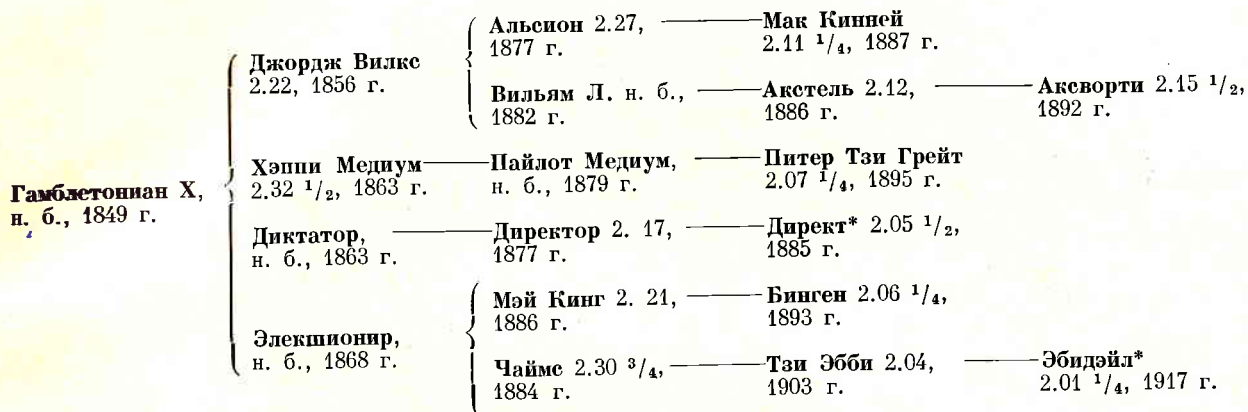 Гамблетониан X,
н. б., 1849 г.
Джордж Вилкс
2.22, 1856 г.
Альсион 2.27,
1877 г.
Мак Кинней
2.11 1/4, 1887 г.
Вильям Л. н. б.,
1882 г.
Акстель 2.12,
1886 г.
Аксворти 2.15 1/2,
1892 г.
Хэппи Медиум
2.32 1/2, 1863 г.
Пайлот Медиум,
н. б., 1879 г.
Питер Тзи Грейт
2.07 1/4, 1895 г.
Диктатор,
н. б., 1863 г.
Директор 2. 17,
1877 г.
Директ* 2.05 1/2,
1885 г.
Элекшионир,
н. б., 1868 г.
Мэй Кинг 2. 21,
1886 г.
Бинген 2.06 1/4,
1893 г.
Чаймс 2.30 3/4,
1884 г.
Тзи Эбби 2.04,
1903 г.
Эбидэйл*
2.01 1/4, 1917 г.